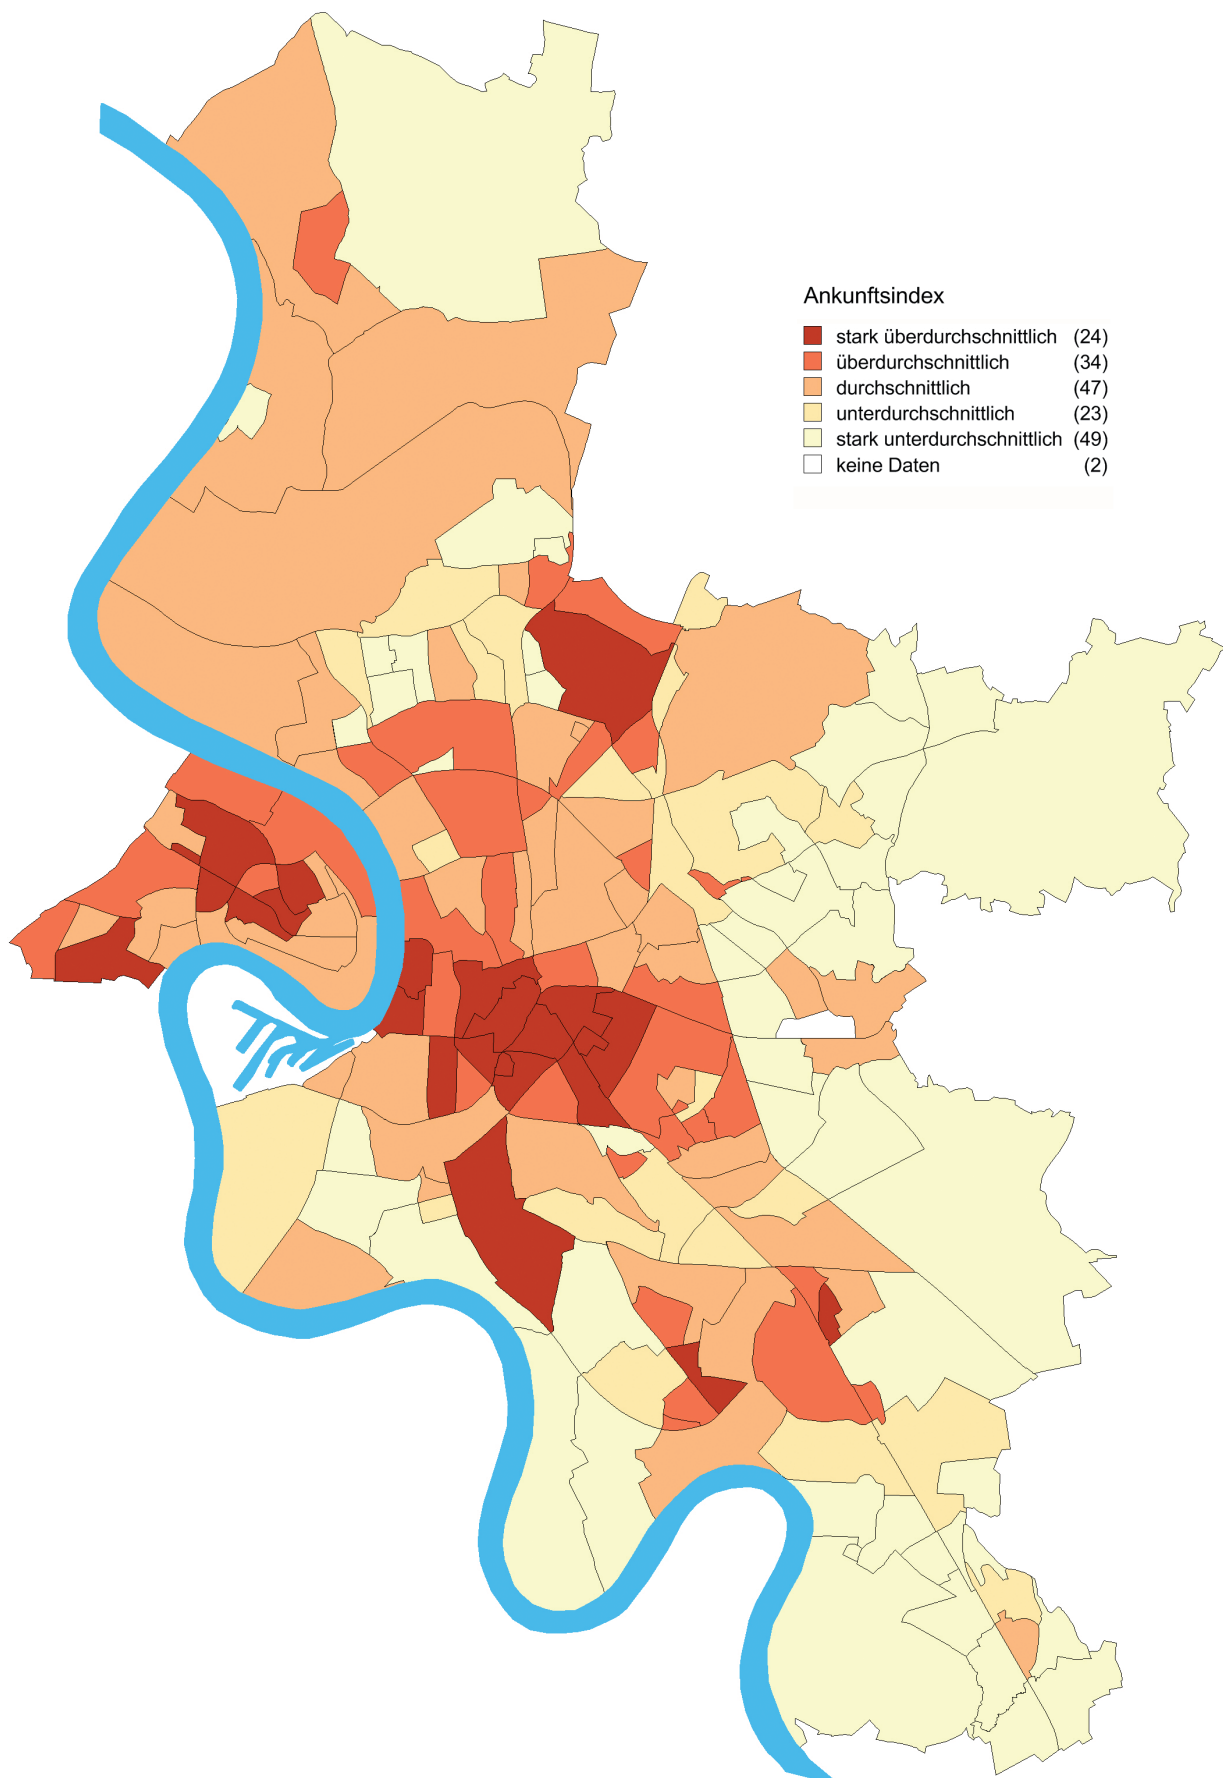 Ankunftsindex
stark überdurchschnittlich (24)
überdurchschnittlich (34)
durchschnittlich (47)
unterdurchschnittlich (23)
stark unterdurchschnittlich (49)
keine Daten (2)